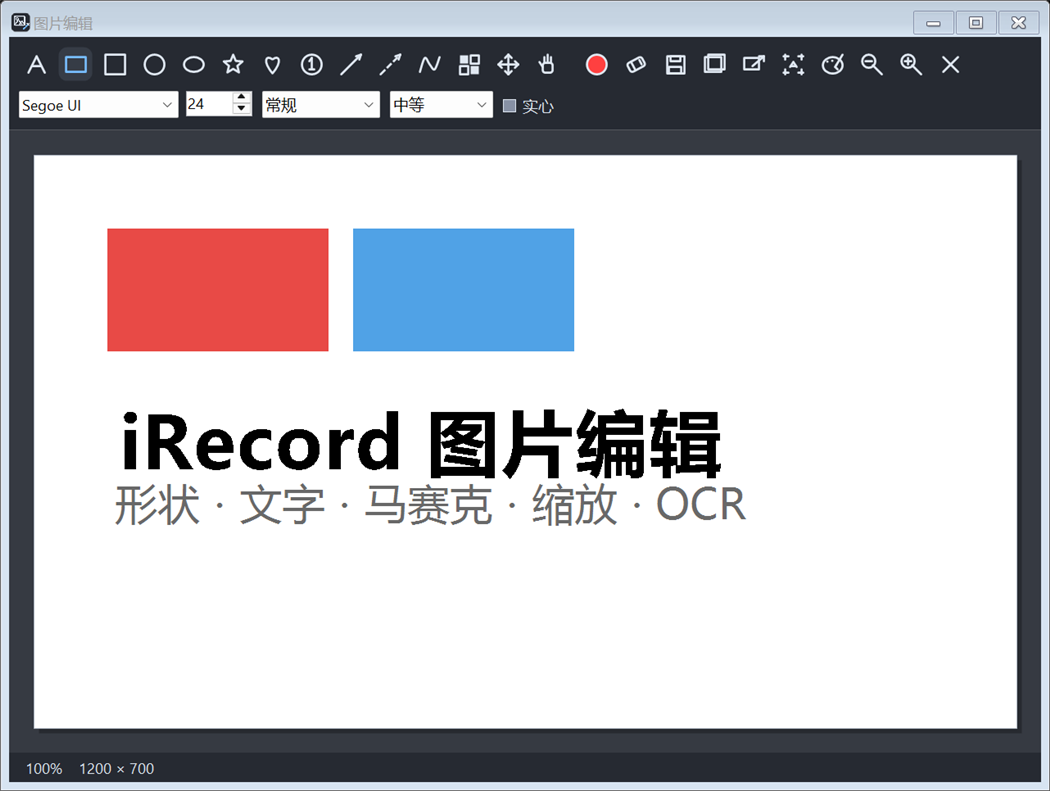 图片编辑
Segoe UI 24 常规 中等 实心
iRecord 图片编辑
形状 · 文字 · 马赛克 · 缩放 · OCR
100% 1200 × 700